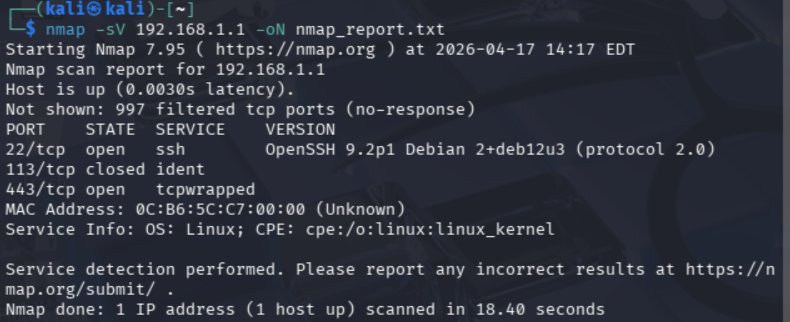 ┌──(kali㉿kali)-[~]
└─$ nmap -sV 192.168.1.1 -oN nmap_report.txt
Starting Nmap 7.95 ( https://nmap.org ) at 2026-04-17 14:17 EDT
Nmap scan report for 192.168.1.1
Host is up (0.0030s latency).
Not shown: 997 filtered tcp ports (no-response)
PORT    STATE  SERVICE    VERSION
22/tcp  open   ssh        OpenSSH 9.2p1 Debian 2+deb12u3 (protocol 2.0)
113/tcp closed ident
443/tcp open   tcpwrapped
MAC Address: 0C:B6:5C:C7:00:00 (Unknown)
Service Info: OS: Linux; CPE: cpe:/o:linux:linux_kernel

Service detection performed. Please report any incorrect results at https://n
map.org/submit/ .
Nmap done: 1 IP address (1 host up) scanned in 18.40 seconds